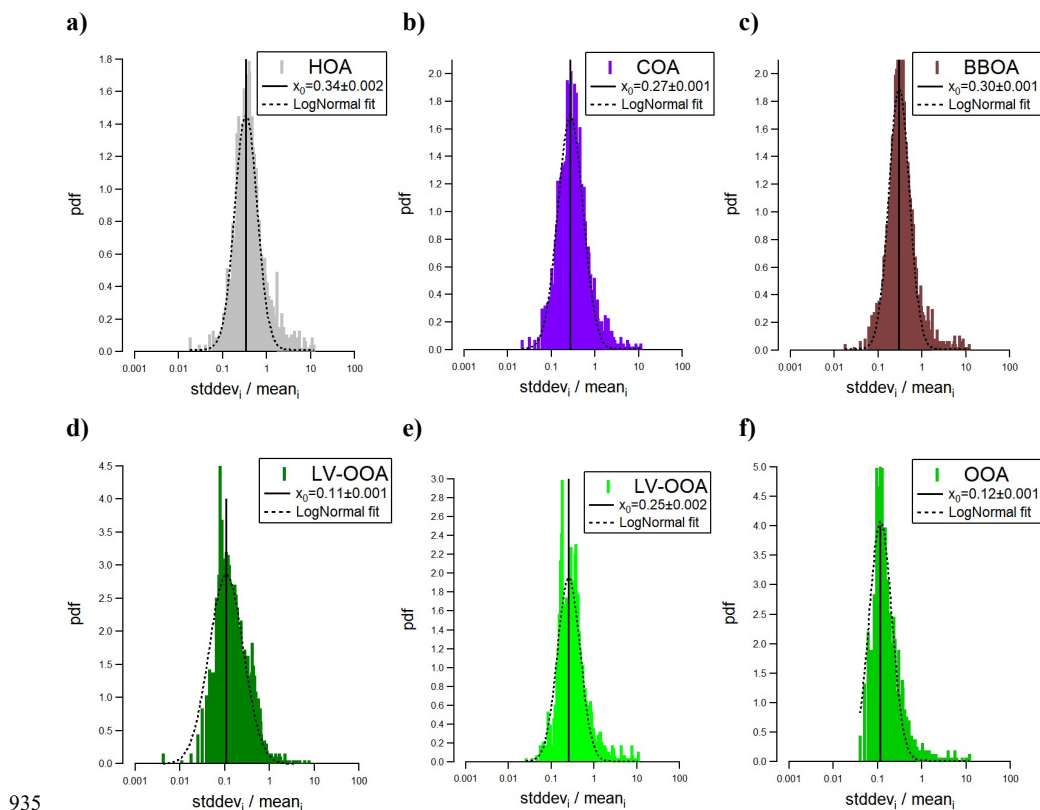 a)
HOA
x0=0.34±0.002
LogNormal fit
1.8
1.6
1.4
1.2
1.0
0.8
0.6
0.4
0.2
0.0
pdf
0.001 0.01 0.1 1 10 100
stddevi / meani
b)
COA
x0=0.27±0.001
LogNormal fit
2.0
1.8
1.6
1.4
1.2
1.0
0.8
0.6
0.4
0.2
0.0
pdf
0.001 0.01 0.1 1 10 100
stddevi / meani
c)
BBOA
x0=0.30±0.001
LogNormal fit
2.0
1.8
1.6
1.4
1.2
1.0
0.8
0.6
0.4
0.2
0.0
pdf
0.001 0.01 0.1 1 10 100
stddevi / meani
d)
LV-OOA
x0=0.11±0.001
LogNormal fit
4.5
4.0
3.5
3.0
2.5
2.0
1.5
1.0
0.5
0.0
pdf
0.001 0.01 0.1 1 10 100
stddevi / meani
e)
LV-OOA
x0=0.25±0.002
LogNormal fit
3.0
2.8
2.6
2.4
2.2
2.0
1.8
1.6
1.4
1.2
1.0
0.8
0.6
0.4
0.2
0.0
pdf
0.001 0.01 0.1 1 10 100
stddevi / meani
f)
OOA
x0=0.12±0.001
LogNormal fit
5.0
4.5
4.0
3.5
3.0
2.5
2.0
1.5
1.0
0.5
0.0
pdf
0.001 0.01 0.1 1 10 100
stddevi / meani
935